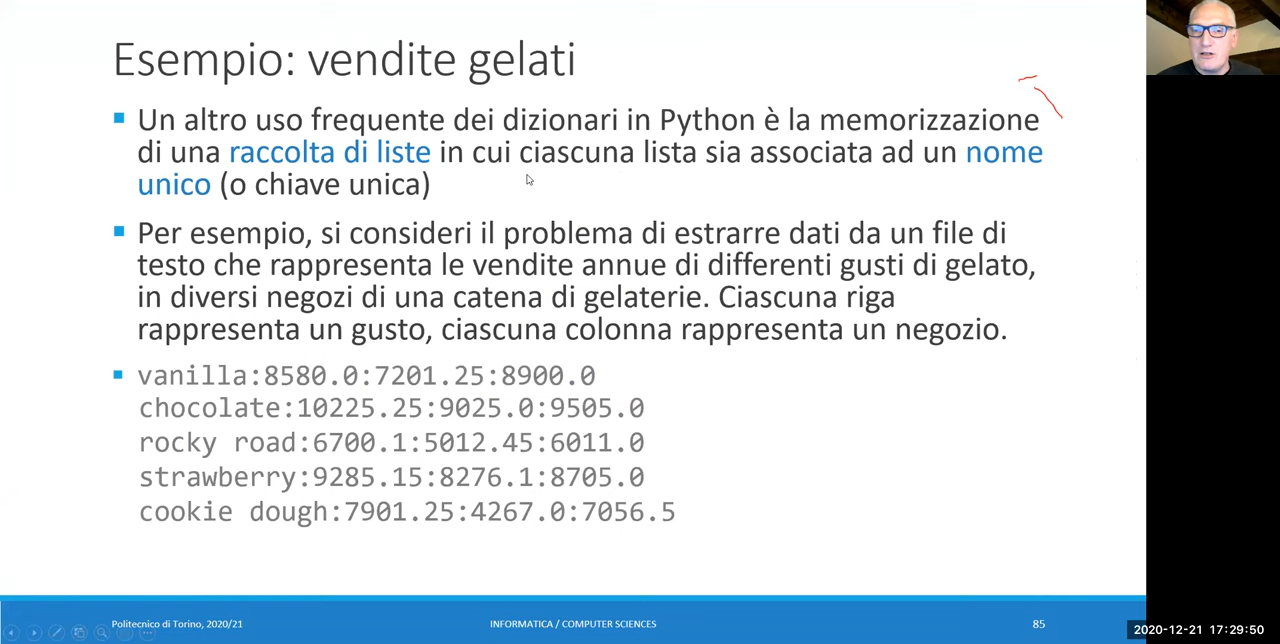 Esempio: vendite gelati
Un altro uso frequente dei dizionari in Python è la memorizzazione
di una raccolta di liste in cui ciascuna lista sia associata ad un nome
unico (o chiave unica)
Per esempio, si consideri il problema di estrarre dati da un file di
testo che rappresenta le vendite annue di differenti gusti di gelato,
in diversi negozi di una catena di gelaterie. Ciascuna riga
rappresenta un gusto, ciascuna colonna rappresenta un negozio.
vanilla:8580.0:7201.25:8900.0
chocolate:10225.25:9025.0:9505.0
rocky road:6700.1:5012.45:6011.0
strawberry:9285.15:8276.1:8705.0
cookie dough:7901.25:4267.0:7056.5
Politecnico di Torino, 2020/21
INFORMATICA / COMPUTER SCIENCES
85
2020-12-21 17:29:50